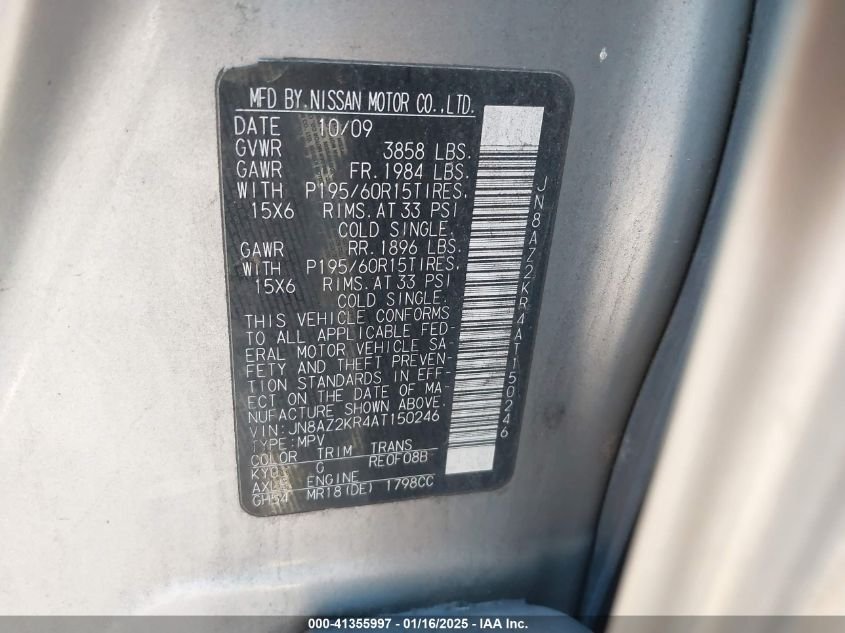 MFD BY.NISSAN MOTOR CO.,LTD.
DATE 10/09
GVWR 3858 LBS.
GAWR FR.1984 LBS.
WITH P195/60R15TIRES,
15X6 RIMS.AT 33 PSI
COLD SINGLE.
GAWR RR.1896 LBS.
WITH P195/60R15TIRES,
15X6 RIMS.AT 33 PSI
COLD SINGLE.
THIS VEHICLE CONFORMS
TO ALL APPLICABLE FED-
ERAL MOTOR VEHICLE SA-
FETY AND THEFT PREVEN-
TION STANDARDS IN EFF-
ECT ON THE DATE OF MA-
NUFACTURE SHOWN ABOVE.
VIN:JN8AZ2KR4AT150246
TYPE:MPV
COLOR TRIM TRANS
KY0 G RE0F08B
AXLE ENGINE
GH54 MR18(DE) 1798CC
JN8AZ2KR4AT150246
000-41355997 - 01/16/2025 - IAA Inc.